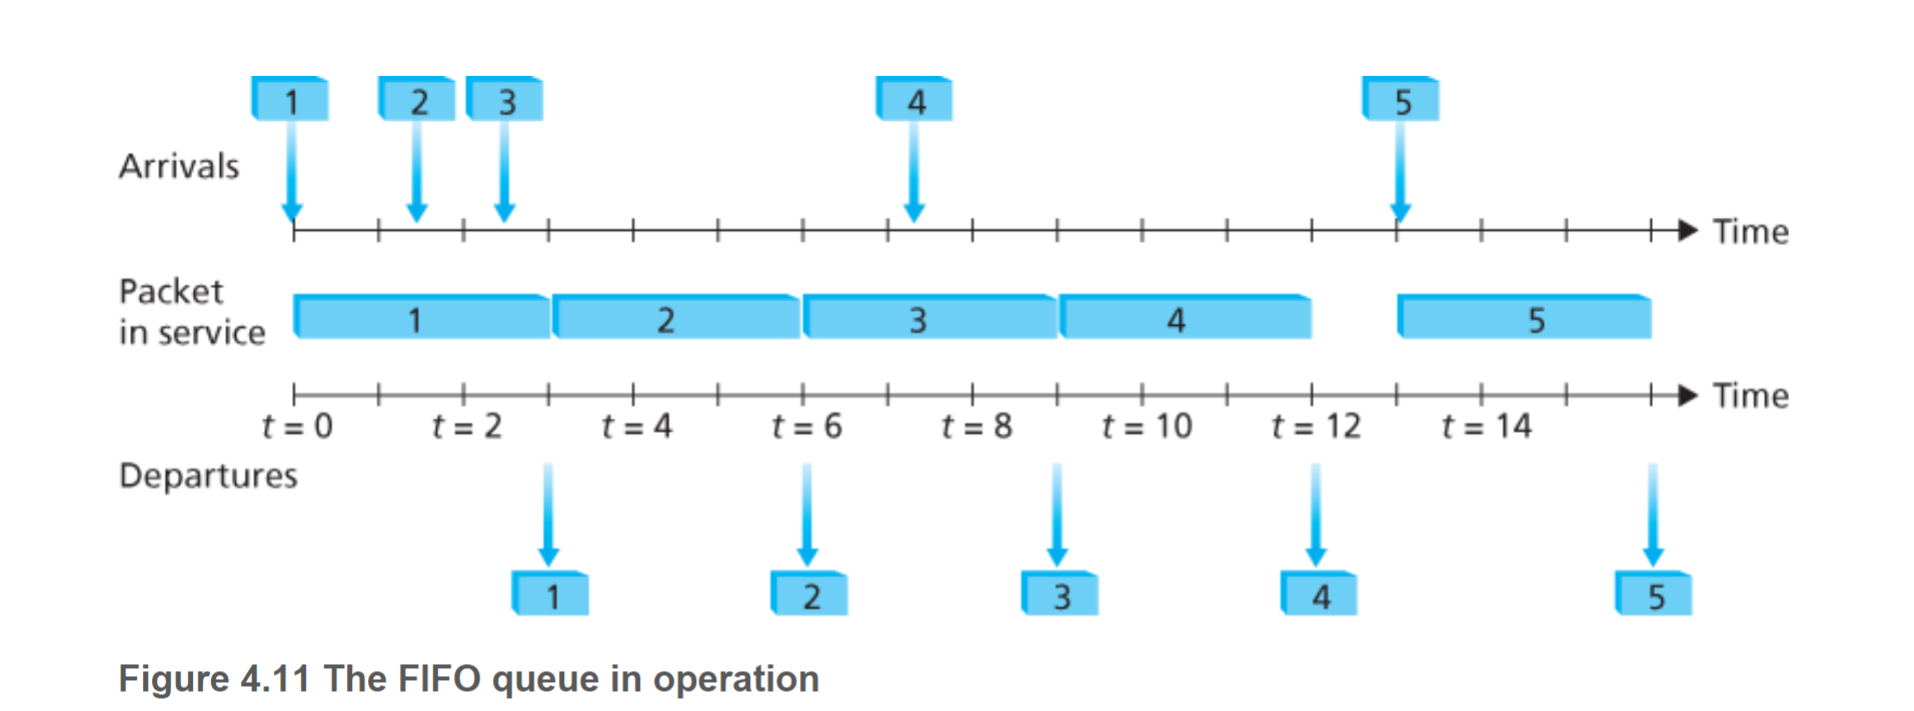 1 2 3 4 5
Arrivals
Time
Packet
in service
1 2 3 4 5
Time
t = 0 t = 2 t = 4 t = 6 t = 8 t = 10 t = 12 t = 14
Departures
1 2 3 4 5
Figure 4.11 The FIFO queue in operation